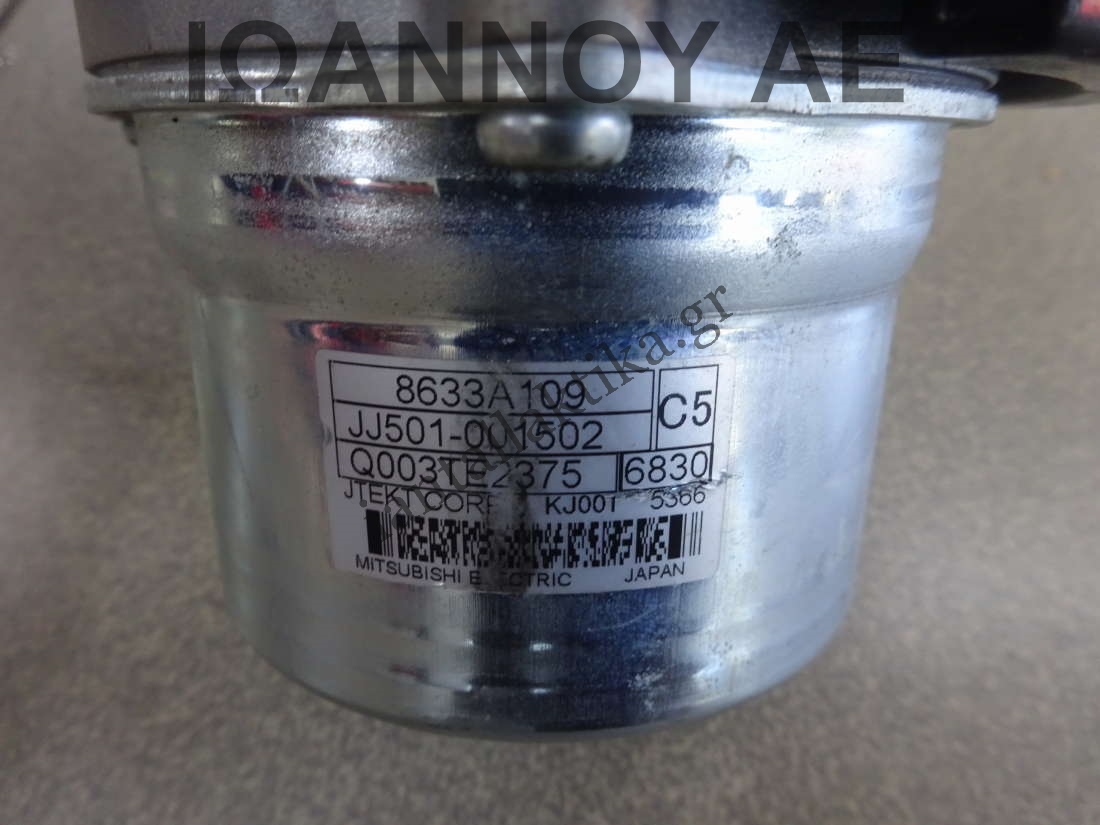 ΙΩΑΝΝΟΥ ΑΕ
8633A109
C5
JJ501-001502
Q003TE2375 6830
JTEKT CORP KJ001 5366
MITSUBISHI ELECTRIC JAPAN